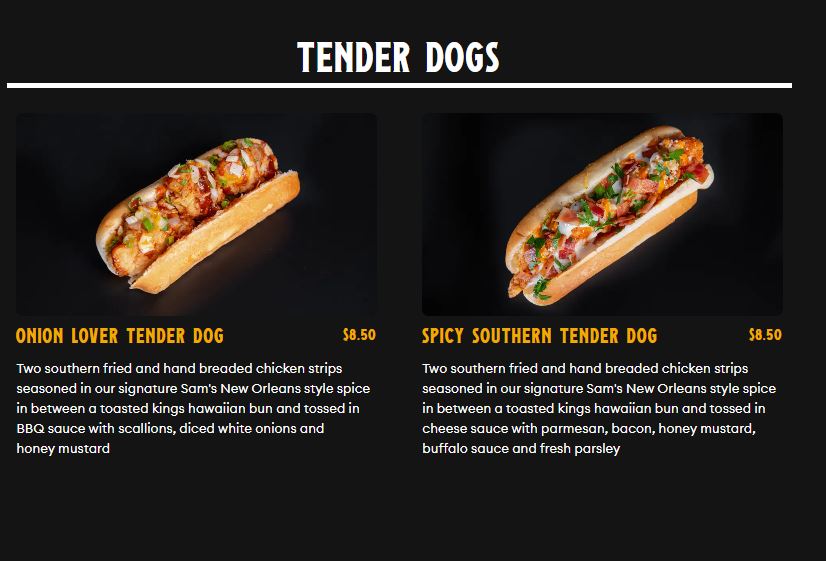 TENDER DOGS
ONION LOVER TENDER DOG
$8.50
Two southern fried and hand breaded chicken strips
seasoned in our signature Sam's New Orleans style spice
in between a toasted kings hawaiian bun and tossed in
BBQ sauce with scallions, diced white onions and
honey mustard
SPICY SOUTHERN TENDER DOG
$8.50
Two southern fried and hand breaded chicken strips
seasoned in our signature Sam's New Orleans style spice
in between a toasted kings hawaiian bun and tossed in
cheese sauce with parmesan, bacon, honey mustard,
buffalo sauce and fresh parsley